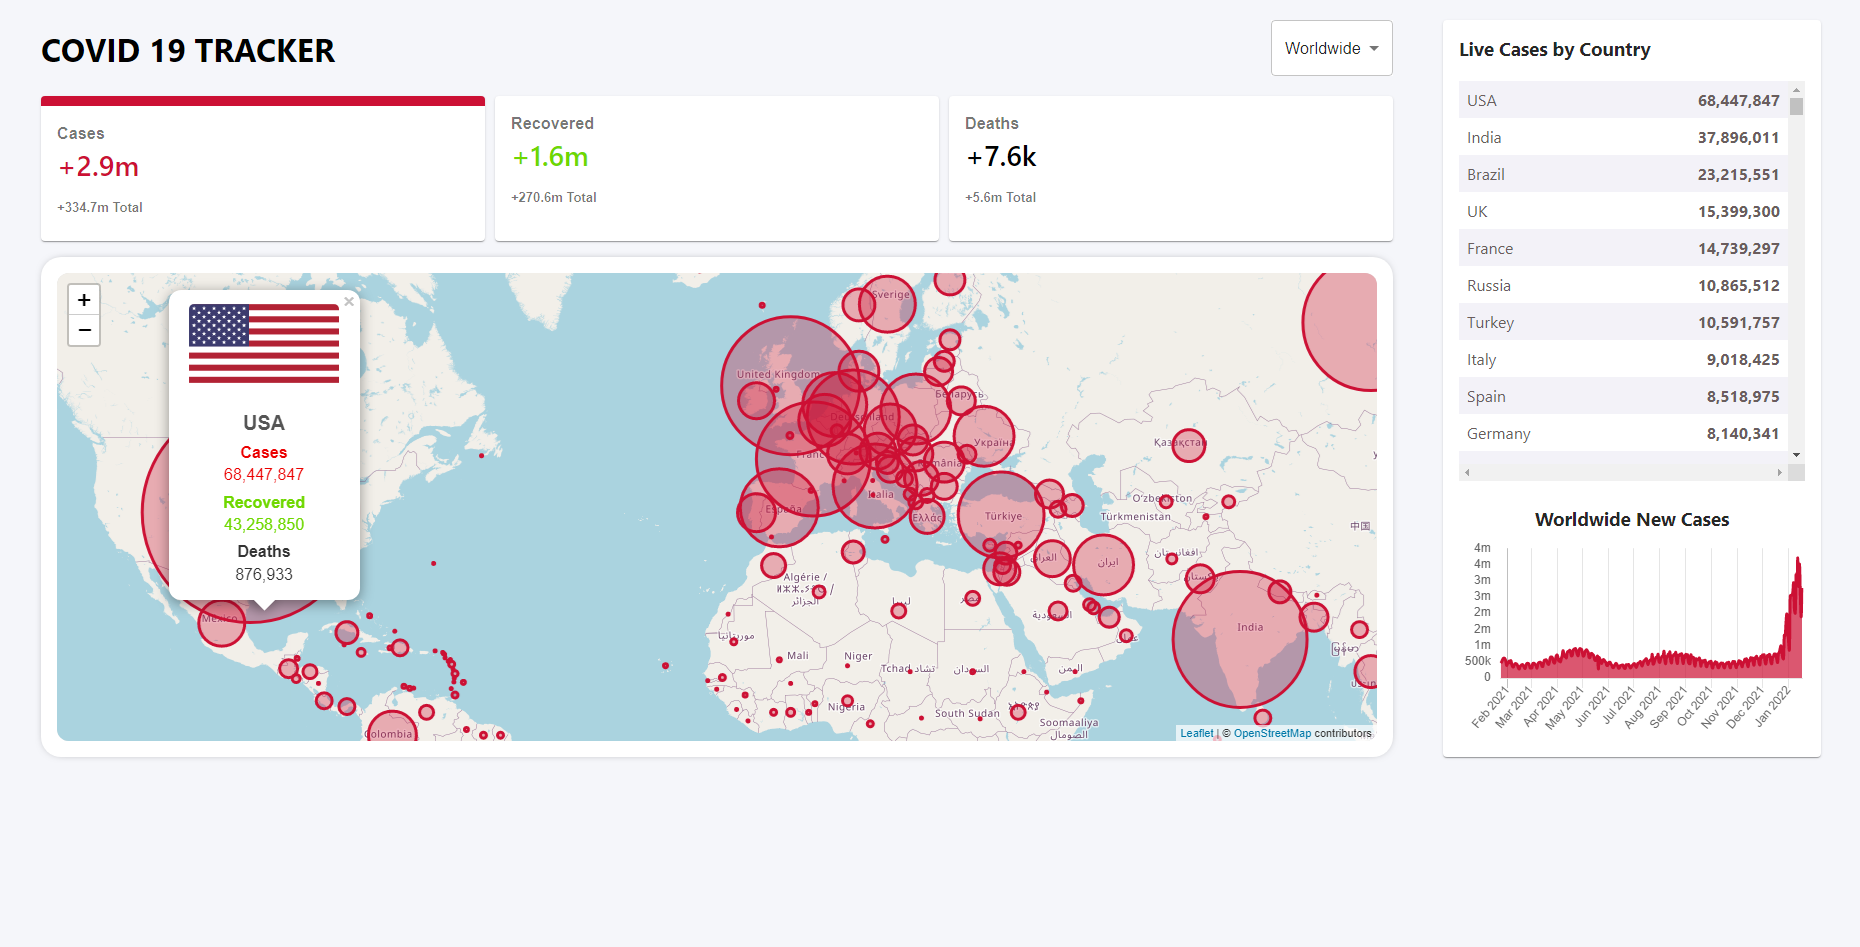 COVID 19 TRACKER
Worldwide
Cases
+2.9m
+334.7m Total
Recovered
+1.6m
+270.6m Total
Deaths
+7.6k
+5.6m Total
+
−
×
USA
Cases
68,447,847
Recovered
43,258,850
Deaths
876,933
Sverige
United Kingdom
Беларусь
Deutschland
Україна
France
România
Italia
España
Ελλάς
Türkiye
Қазақстан
O'zbekiston
Türkmenistan
افغانستان
中国
العراق
ایران
پاکستان
Algérie /
الجزائر
ليبيا
مصر
السعودية
عمان
India
México
موريتانيا
Mali
Niger
Tchad تشاد
السودان
اليمن
Nigeria
South Sudan
Soomaaliya
الصومال
Colombia
Leaflet | © OpenStreetMap contributors
Live Cases by Country
USA 68,447,847
India 37,896,011
Brazil 23,215,551
UK 15,399,300
France 14,739,297
Russia 10,865,512
Turkey 10,591,757
Italy 9,018,425
Spain 8,518,975
Germany 8,140,341
Worldwide New Cases
4m
4m
3m
3m
2m
2m
1m
500k
0
Feb 2021
Mar 2021
Apr 2021
May 2021
Jun 2021
Jul 2021
Aug 2021
Sep 2021
Oct 2021
Nov 2021
Dec 2021
Jan 2022